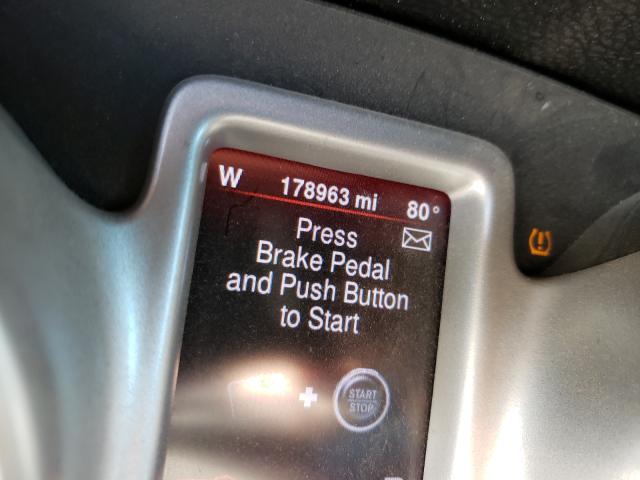 W 178963 mi 80°
Press
Brake Pedal
and Push Button
to Start
START
STOP